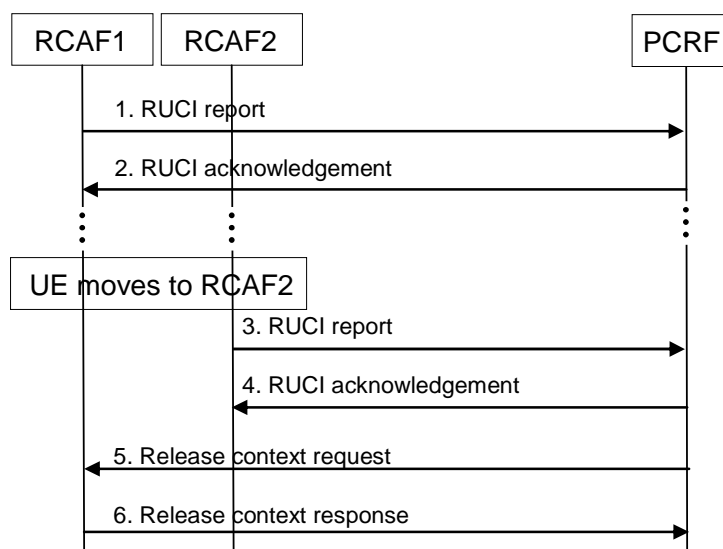 RCAF1
RCAF2
PCRF
1. RUCI report
2. RUCI acknowledgement
UE moves to RCAF2
3. RUCI report
4. RUCI acknowledgement
5. Release context request
6. Release context response